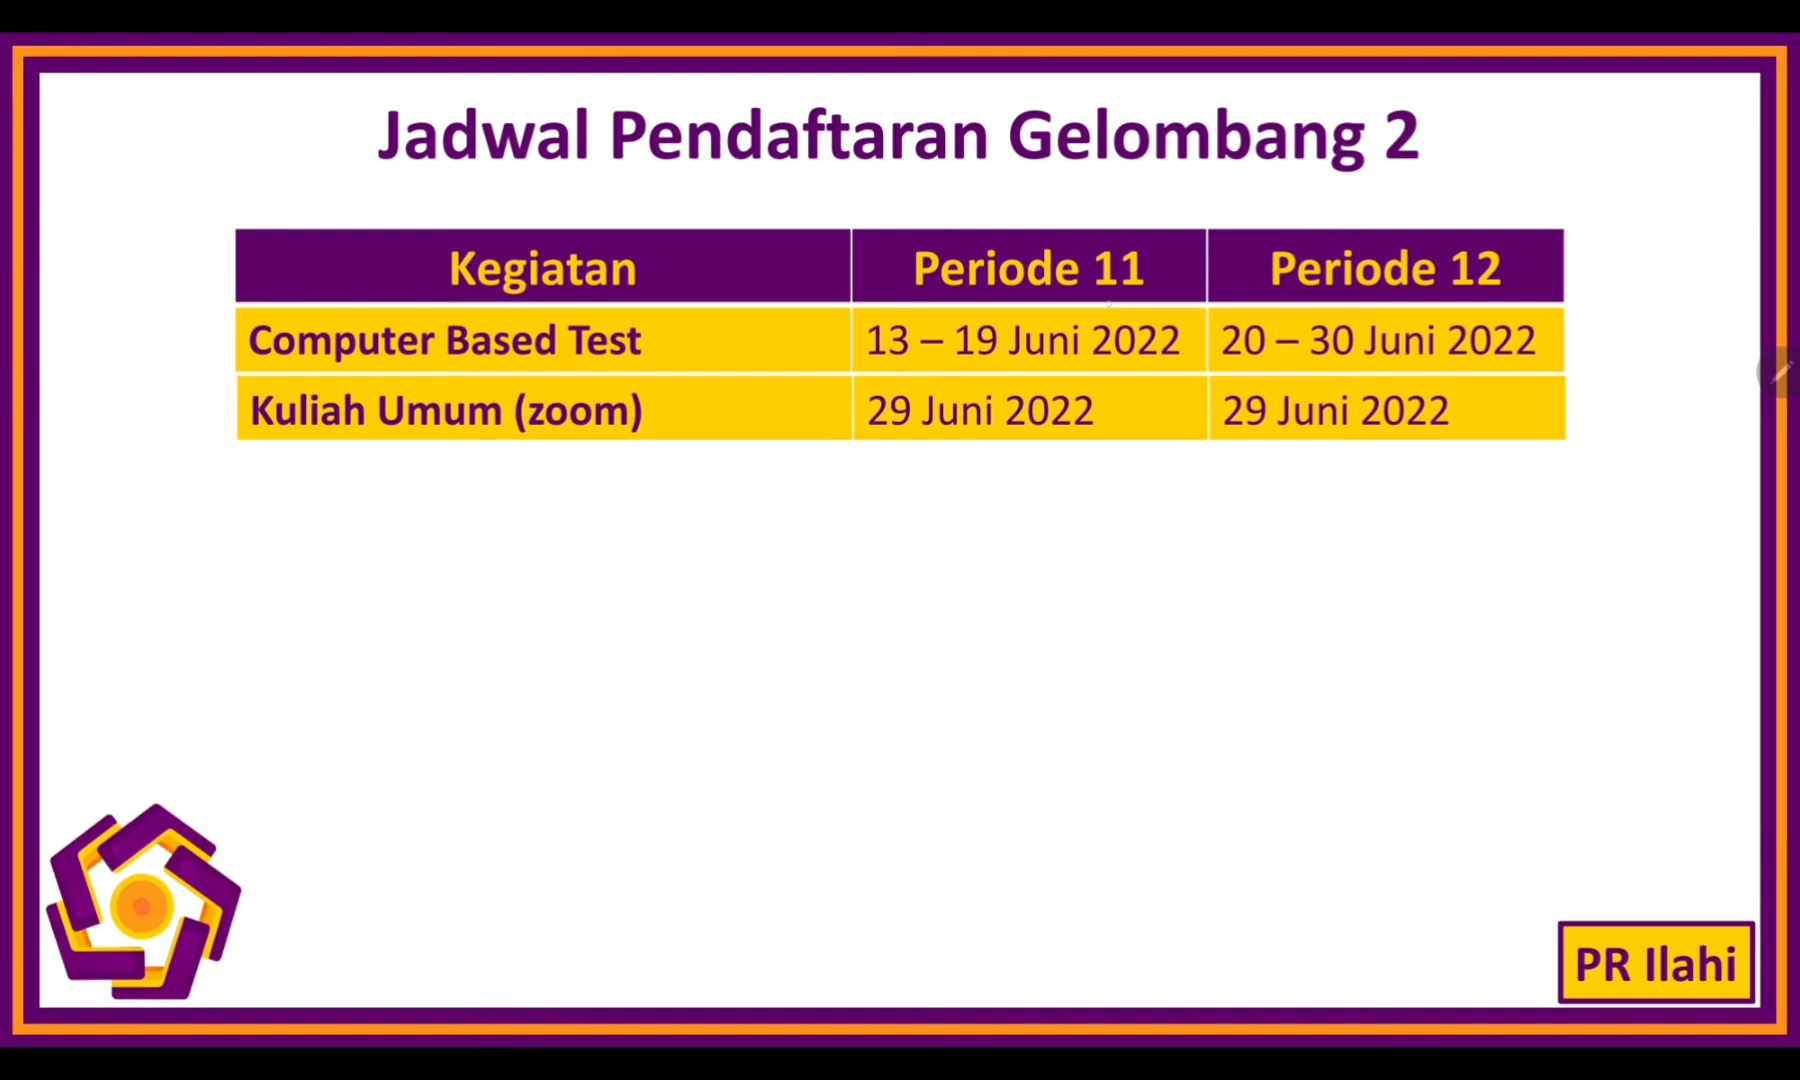 Jadwal Pendaftaran Gelombang 2
Kegiatan Periode 11 Periode 12
Computer Based Test 13 – 19 Juni 2022 20 – 30 Juni 2022
Kuliah Umum (zoom) 29 Juni 2022 29 Juni 2022
PR Ilahi